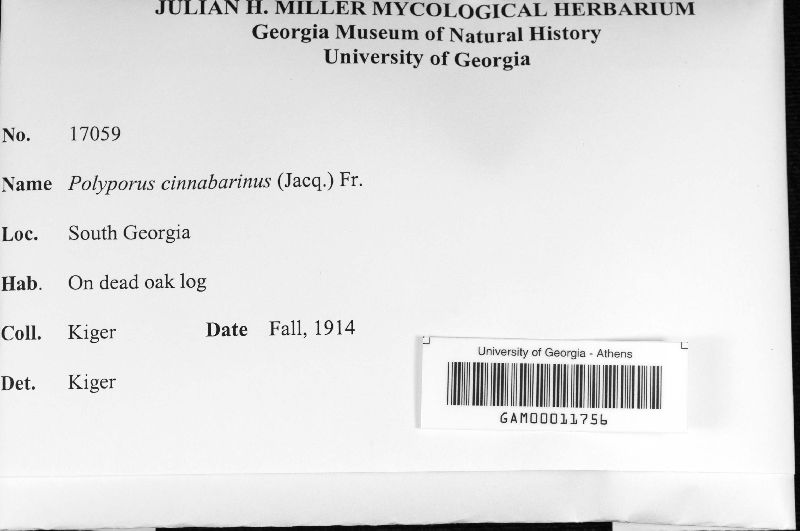 JULIAN H. MILLER MYCOLOGICAL HERBARIUM
Georgia Museum of Natural History
University of Georgia
No. 17059
Name Polyporus cinnabarinus (Jacq.) Fr.
Loc. South Georgia
Hab. On dead oak log
Coll. Kiger Date Fall, 1914
Det. Kiger
University of Georgia - Athens
GAM00011756